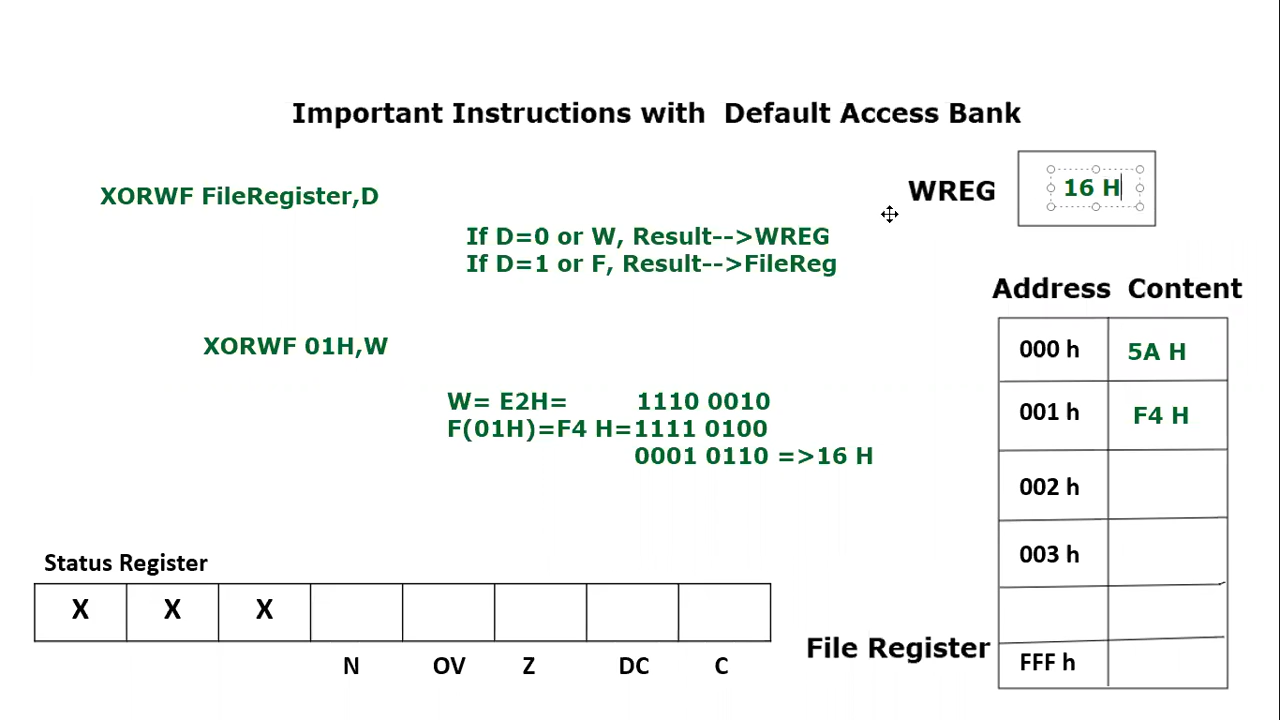 Important Instructions with  Default Access Bank
XORWF FileRegister,D
WREG
16 H
If D=0 or W, Result-->WREG
If D=1 or F, Result-->FileReg
Address Content
XORWF 01H,W
000 h 5A H
001 h F4 H
W= E2H= 1110 0010
F(01H)=F4 H=1111 0100
0001 0110 =>16 H
002 h
003 h
Status Register
X X X
File Register
FFF h
N OV Z DC C